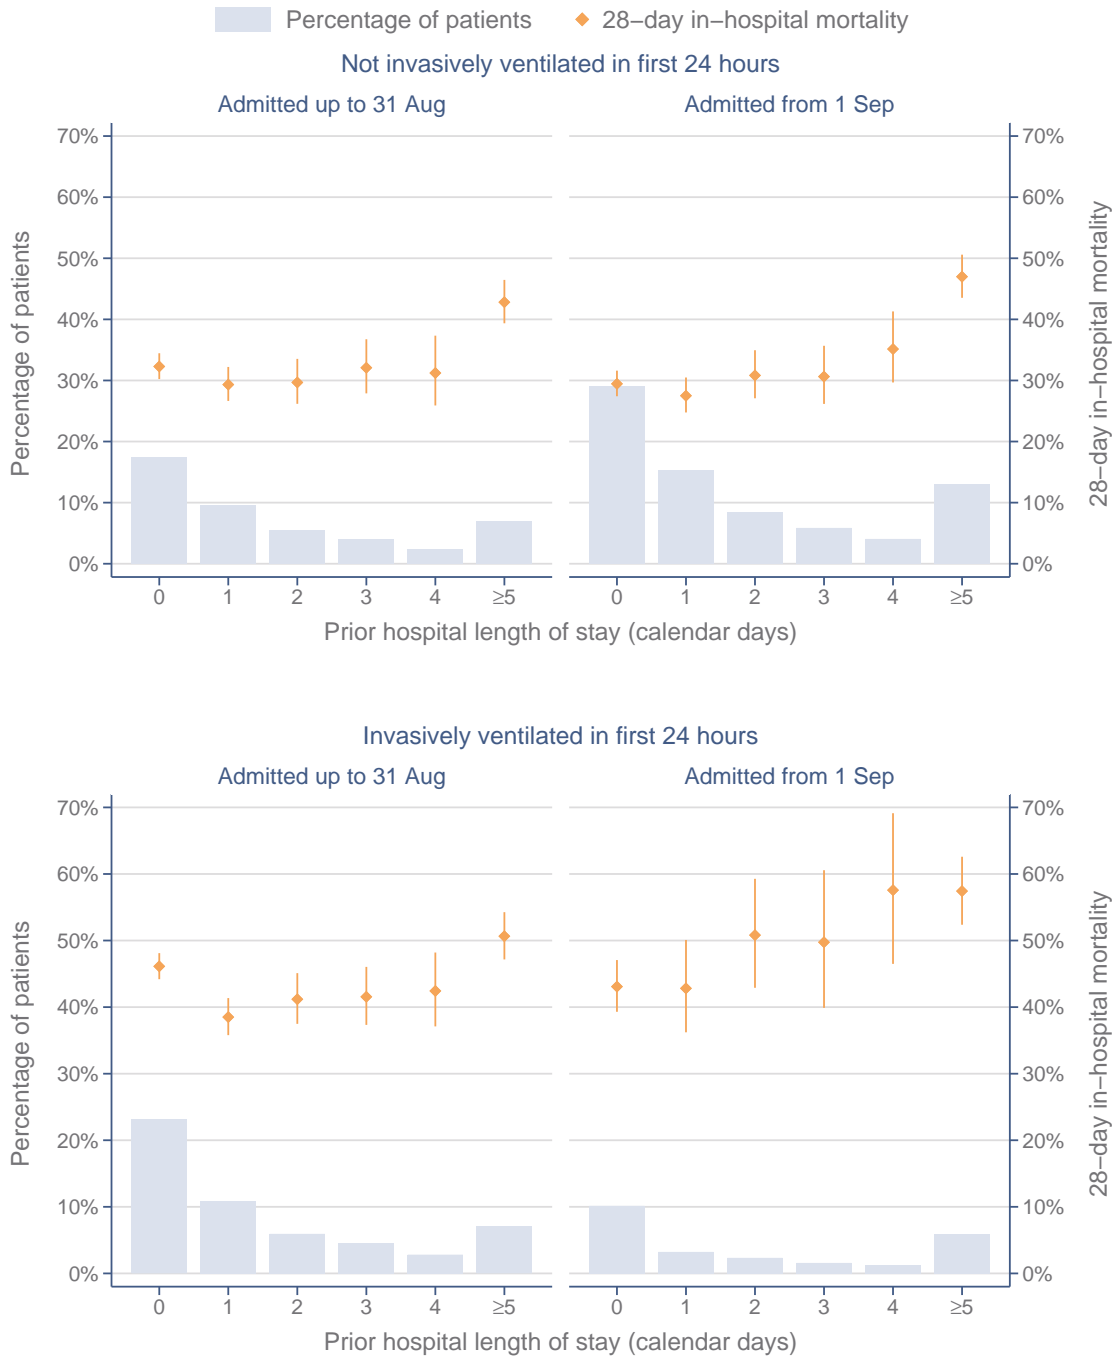 Percentage of patients 28−day in−hospital mortality
Not invasively ventilated in first 24 hours
Admitted up to 31 Aug Admitted from 1 Sep
70% 70%
60% 60%
50% 50%
40% 40%
30% 30%
20% 20%
10% 10%
0% 0%
Percentage of patients
28−day in−hospital mortality
0 1 2 3 4 ≥5 0 1 2 3 4 ≥5
Prior hospital length of stay (calendar days)
Invasively ventilated in first 24 hours
Admitted up to 31 Aug Admitted from 1 Sep
70% 70%
60% 60%
50% 50%
40% 40%
30% 30%
20% 20%
10% 10%
0% 0%
Percentage of patients
28−day in−hospital mortality
0 1 2 3 4 ≥5 0 1 2 3 4 ≥5
Prior hospital length of stay (calendar days)